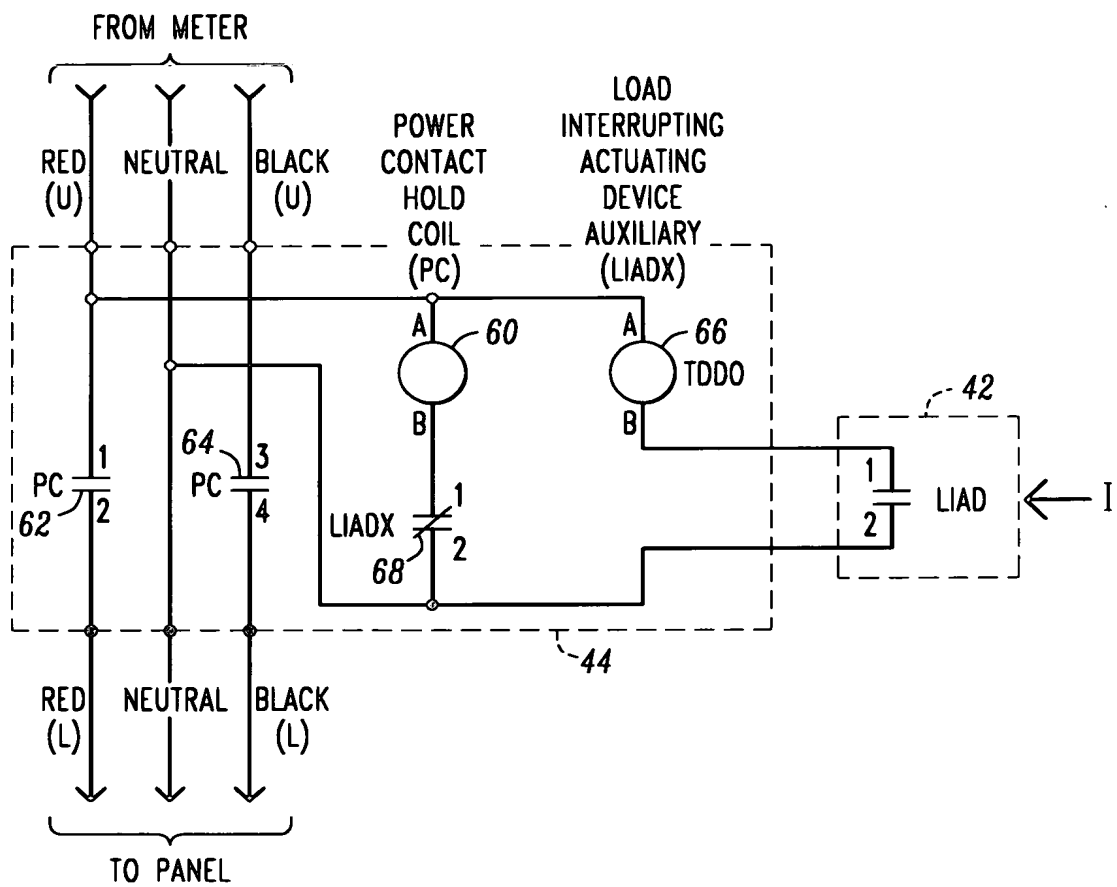 FROM METER
RED
(U)
NEUTRAL
BLACK
(U)
POWER
CONTACT
HOLD
COIL
(PC)
LOAD
INTERRUPTING
ACTUATING
DEVICE
AUXILIARY
(LIADX)
A
60
B
A
66
TDDO
B
42
1
2
LIAD
I
PC
1
2
62
64
PC
3
4
LIADX
1
2
68
44
RED
(L)
NEUTRAL
BLACK
(L)
TO PANEL